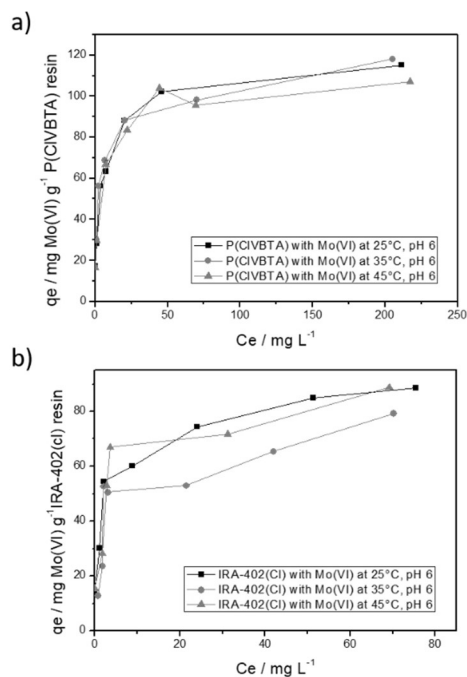 a)
qe / mg Mo(VI) g-1 P(ClVBTA) resin
120
100
80
60
40
20
0
P(ClVBTA) with Mo(VI) at 25°C, pH 6
P(ClVBTA) with Mo(VI) at 35°C, pH 6
P(ClVBTA) with Mo(VI) at 45°C, pH 6
0 50 100 150 200 250
Ce / mg L-1
b)
qe / mg Mo(VI) g-1IRA-402(cl) resin
80
60
40
20
0
IRA-402(Cl) with Mo(VI) at 25°C, pH 6
IRA-402(Cl) with Mo(VI) at 35°C, pH 6
IRA-402(Cl) with Mo(VI) at 45°C, pH 6
0 20 40 60 80
Ce / mg L-1